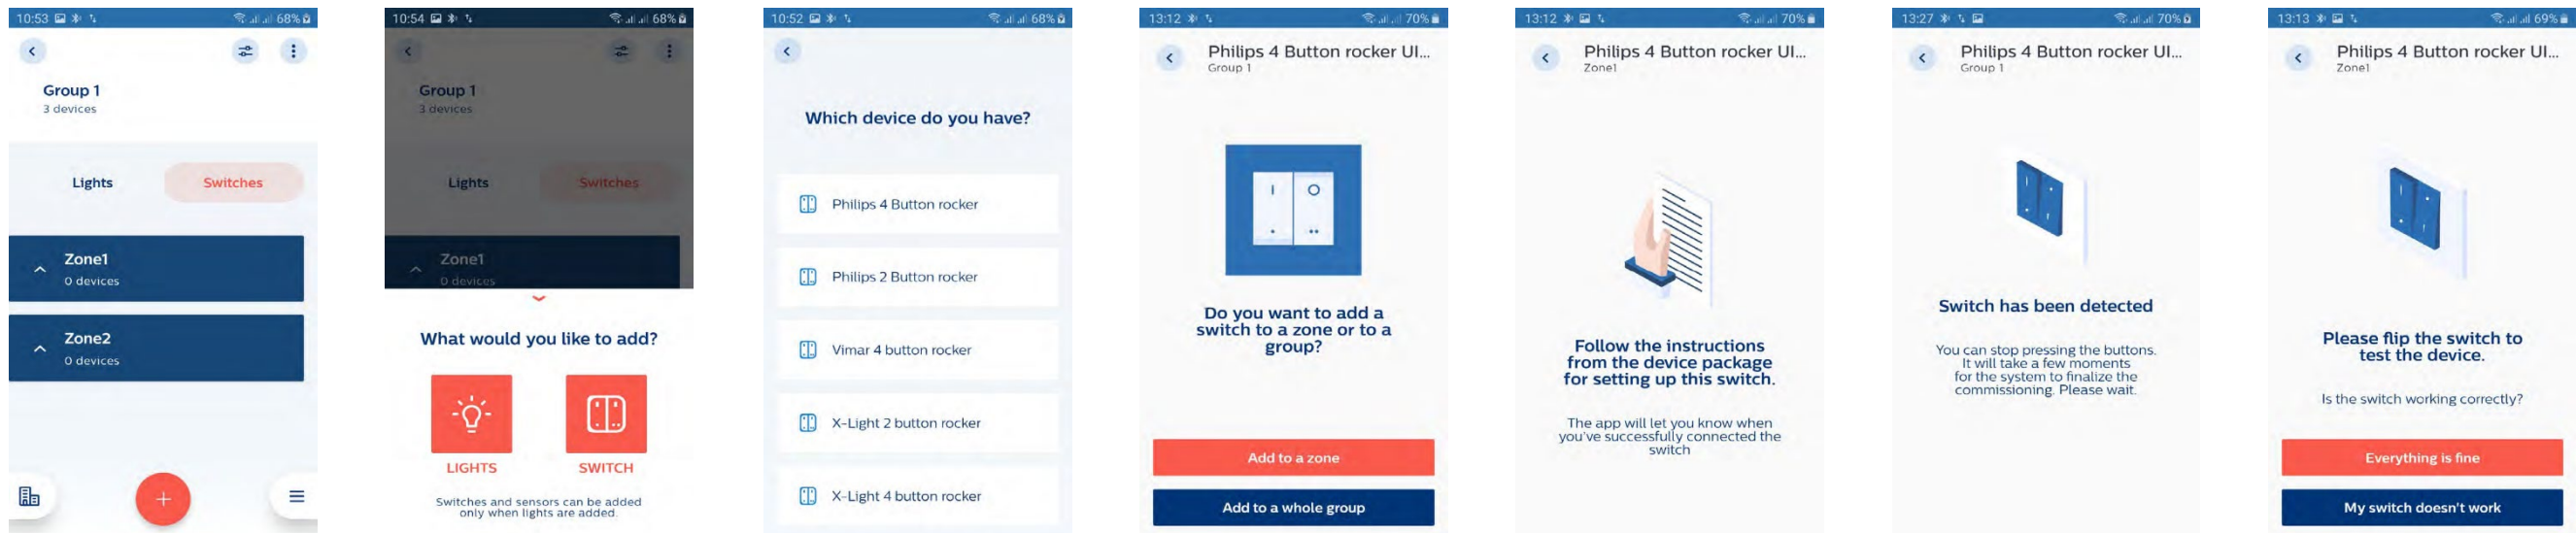 10:53 68%
Group 1
3 devices
Lights Switches
Zone1
0 devices
Zone2
0 devices
10:54 68%
Group 1
3 devices
Lights Switches
Zone1
0 devices
What would you like to add?
LIGHTS SWITCH
Switches and sensors can be added
only when lights are added.
10:52 68%
Which device do you have?
Philips 4 Button rocker
Philips 2 Button rocker
Vimar 4 button rocker
X-Light 2 button rocker
X-Light 4 button rocker
13:12 70%
Philips 4 Button rocker UI...
Group 1
Do you want to add a
switch to a zone or to a
group?
Add to a zone
Add to a whole group
13:12 70%
Philips 4 Button rocker UI...
Zone1
Follow the instructions
from the device package
for setting up this switch.
The app will let you know when
you've successfully connected the
switch
13:27 70%
Philips 4 Button rocker UI...
Group 1
Switch has been detected
You can stop pressing the buttons.
It will take a few moments
for the system to finalize the
commissioning. Please wait.
13:13 69%
Philips 4 Button rocker UI...
Zone1
Please flip the switch to
test the device.
Is the switch working correctly?
Everything is fine
My switch doesn't work